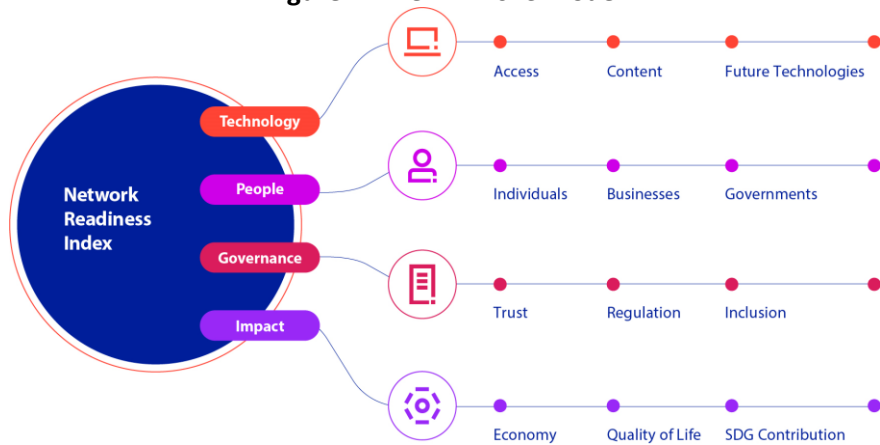 Network
Readiness
Index
Technology
Access
Content
Future Technologies
People
Individuals
Businesses
Governments
Governance
Trust
Regulation
Inclusion
Impact
Economy
Quality of Life
SDG Contribution